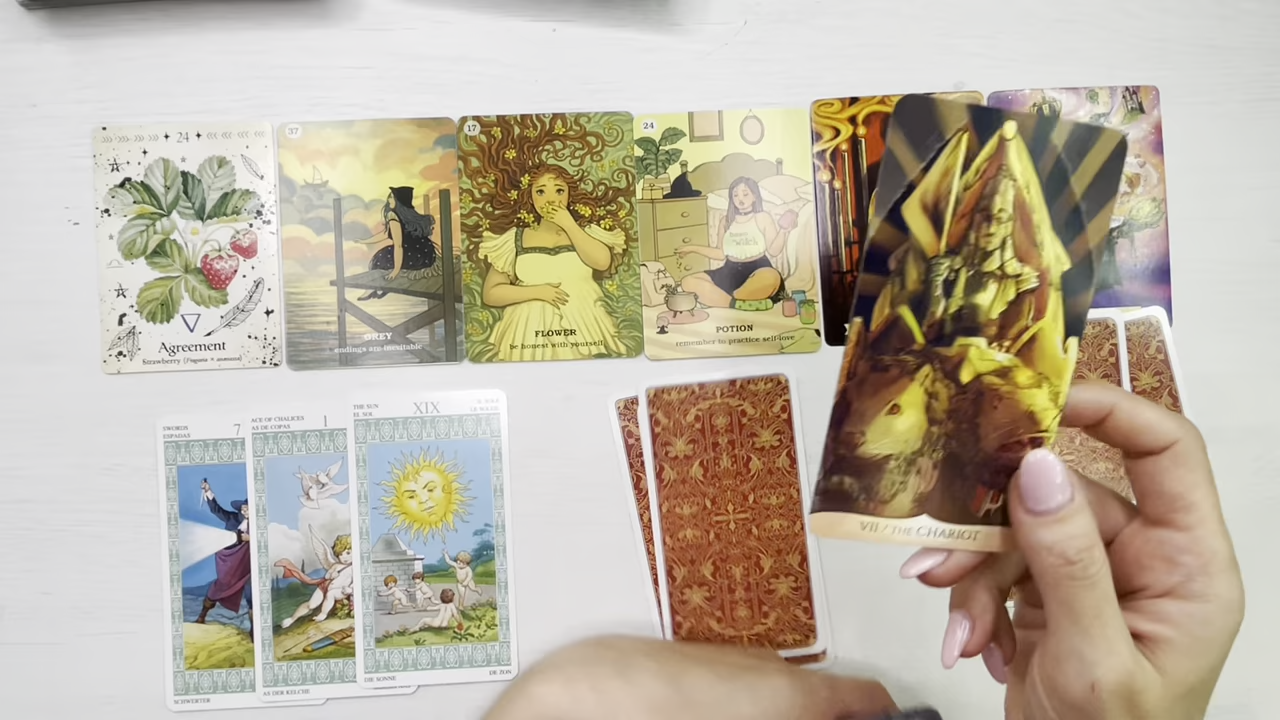 24
Agreement
Strawberry (Fragaria × ananassa)
37
GREY
endings are inevitable
17
FLOWER
be honest with yourself
24
witch
POTION
remember to practice self-love
VII / THE CHARIOT
SWORDS
ESPADAS
7
SCHWERTER
ACE OF CHALICES
AS DE COPAS
1
AS DER KELCHE
THE SUN
EL SOL
XIX
IL SOLE
LE SOLEIL
DIE SONNE
DE ZON